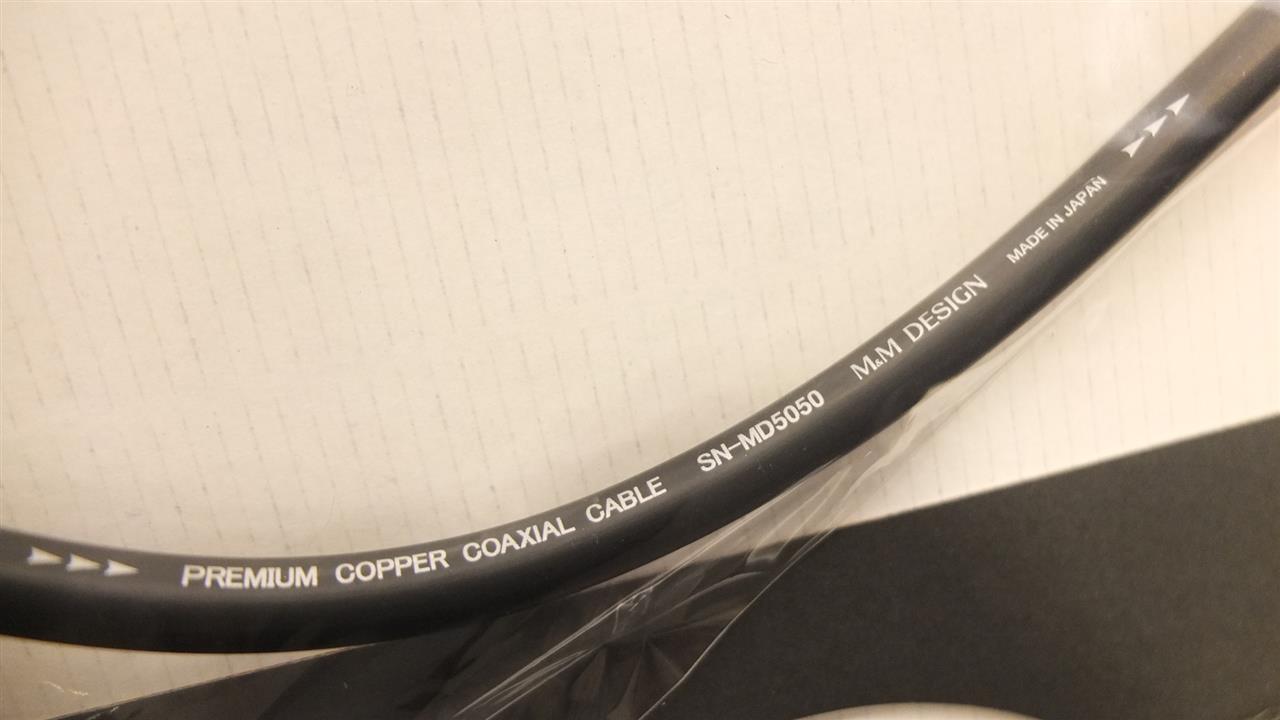 PREMIUM COPPER COAXIAL CABLE SN-MD5050 M&M DESIGN MADE IN JAPAN